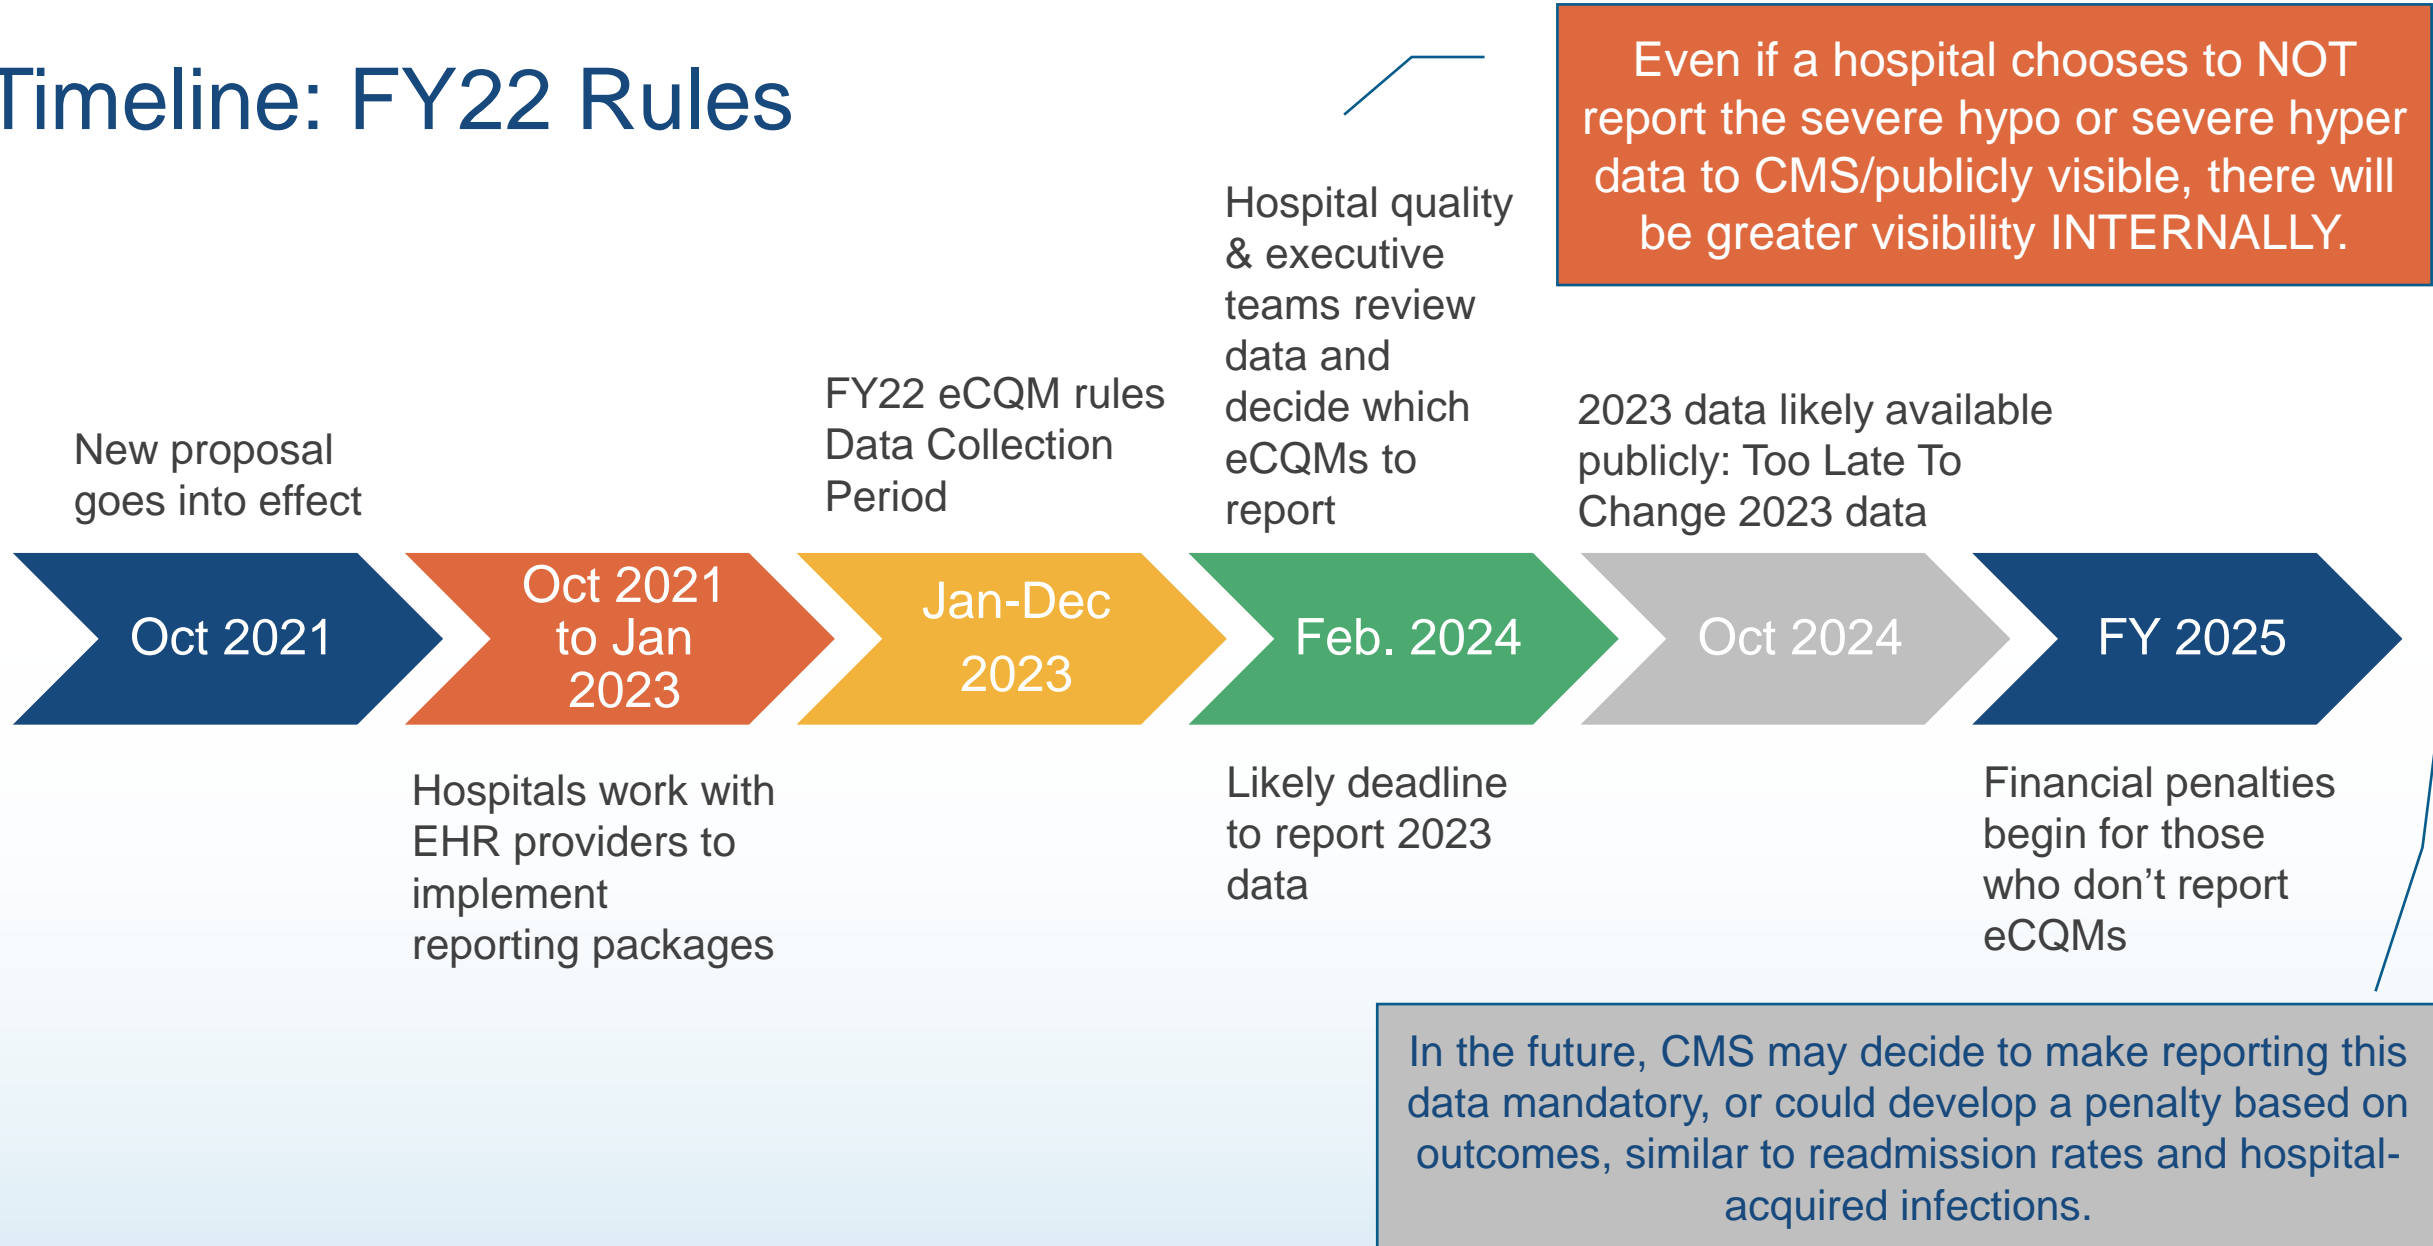 Timeline: FY22 Rules
Even if a hospital chooses to NOT
report the severe hypo or severe hyper
data to CMS/publicly visible, there will
be greater visibility INTERNALLY.
New proposal
goes into effect
FY22 eCQM rules
Data Collection
Period
Hospital quality
& executive
teams review
data and
decide which
eCQMs to
report
2023 data likely available
publicly: Too Late To
Change 2023 data
Oct 2021
Oct 2021
to Jan
2023
Jan-Dec
2023
Feb. 2024
Oct 2024
FY 2025
Hospitals work with
EHR providers to
implement
reporting packages
Likely deadline
to report 2023
data
Financial penalties
begin for those
who don’t report
eCQMs
In the future, CMS may decide to make reporting this
data mandatory, or could develop a penalty based on
outcomes, similar to readmission rates and hospital-
acquired infections.